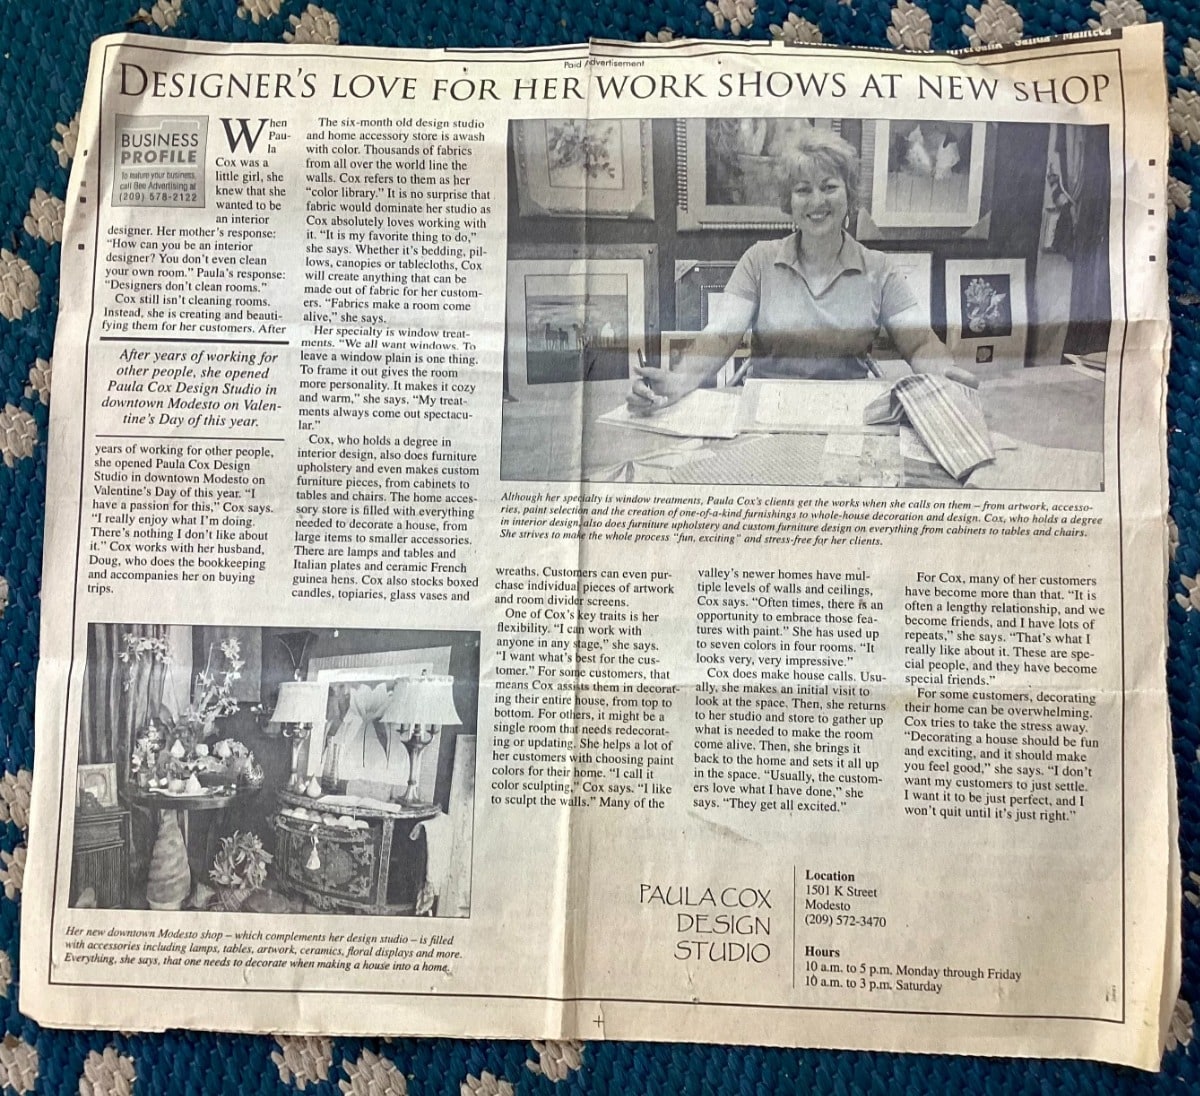 Paid Advertisement
DESIGNER'S LOVE FOR HER WORK SHOWS AT NEW SHOP
BUSINESS
PROFILE
To feature your business,
call Bee Advertising at
(209) 578-2122
When
Pau-
la
Cox was a
little girl, she
knew that she
wanted to be
an interior
designer. Her mother's response:
"How can you be an interior
designer? You don't even clean
your own room." Paula's response:
"Designers don't clean rooms."
Cox still isn't cleaning rooms.
Instead, she is creating and beauti-
fying them for her customers. After
After years of working for
other people, she opened
Paula Cox Design Studio in
downtown Modesto on Valen-
tine's Day of this year.
years of working for other people,
she opened Paula Cox Design
Studio in downtown Modesto on
Valentine's Day of this year. "I
have a passion for this," Cox says.
"I really enjoy what I'm doing.
There's nothing I don't like about
it." Cox works with her husband,
Doug, who does the bookkeeping
and accompanies her on buying
trips.
The six-month old design studio
and home accessory store is awash
with color. Thousands of fabrics
from all over the world line the
walls. Cox refers to them as her
"color library." It is no surprise that
fabric would dominate her studio as
Cox absolutely loves working with
it. "It is my favorite thing to do,"
she says. Whether it's bedding, pil-
lows, canopies or tablecloths, Cox
will create anything that can be
made out of fabric for her custom-
ers. "Fabrics make a room come
alive," she says.
Her specialty is window treat-
ments. "We all want windows. To
leave a window plain is one thing.
To frame it out gives the room
more personality. It makes it cozy
and warm," she says. "My treat-
ments always come out spectacu-
lar."
Cox, who holds a degree in
interior design, also does furniture
upholstery and even makes custom
furniture pieces, from cabinets to
tables and chairs. The home acces-
sory store is filled with everything
needed to decorate a house, from
large items to smaller accessories.
There are lamps and tables and
Italian plates and ceramic French
guinea hens. Cox also stocks boxed
candles, topiaries, glass vases and
Although her specialty is window treatments, Paula Cox's clients get the works when she calls on them – from artwork, accesso-
ries, paint selection and the creation of one-of-a-kind furnishings to whole-house decoration and design. Cox, who holds a degree
in interior design, also does furniture upholstery and custom furniture design on everything from cabinets to tables and chairs.
She strives to make the whole process "fun, exciting" and stress-free for her clients.
wreaths. Customers can even pur-
chase individual pieces of artwork
and room divider screens.
One of Cox's key traits is her
flexibility. "I can work with
anyone in any stage," she says.
"I want what's best for the cus-
tomer." For some customers, that
means Cox assists them in decorat-
ing their entire house, from top to
bottom. For others, it might be a
single room that needs redecorat-
ing or updating. She helps a lot of
her customers with choosing paint
colors for their home. "I call it
color sculpting," Cox says. "I like
to sculpt the walls." Many of the
valley's newer homes have mul-
tiple levels of walls and ceilings,
Cox says. "Often times, there is an
opportunity to embrace those fea-
tures with paint." She has used up
to seven colors in four rooms. "It
looks very, very impressive."
Cox does make house calls. Usu-
ally, she makes an initial visit to
look at the space. Then, she returns
to her studio and store to gather up
what is needed to make the room
come alive. Then, she brings it
back to the home and sets it all up
in the space. "Usually, the custom-
ers love what I have done," she
says. "They get all excited."
For Cox, many of her customers
have become more than that. "It is
often a lengthy relationship, and we
become friends, and I have lots of
repeats," she says. "That's what I
really like about it. These are spe-
cial people, and they have become
special friends."
For some customers, decorating
their home can be overwhelming.
Cox tries to take the stress away.
"Decorating a house should be fun
and exciting, and it should make
you feel good," she says. "I don't
want my customers to just settle.
I want it to be just perfect, and I
won't quit until it's just right."
Her new downtown Modesto shop – which complements her design studio – is filled
with accessories including lamps, tables, artwork, ceramics, floral displays and more.
Everything, she says, that one needs to decorate when making a house into a home.
PAULA COX
DESIGN
STUDIO
Location
1501 K Street
Modesto
(209) 572-3470
Hours
10 a.m. to 5 p.m. Monday through Friday
10 a.m. to 3 p.m. Saturday